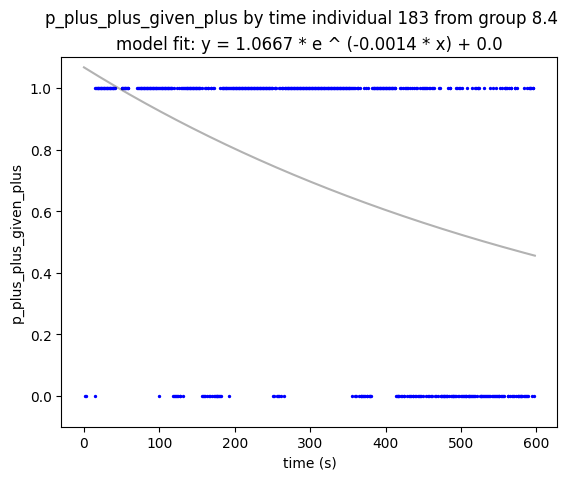 p_plus_plus_given_plus by time individual 183 from group 8.4
model fit: y = 1.0667 * e ^ (-0.0014 * x) + 0.0
1.0
0.8
0.6
0.4
0.2
0.0
p_plus_plus_given_plus
0 100 200 300 400 500 600
time (s)